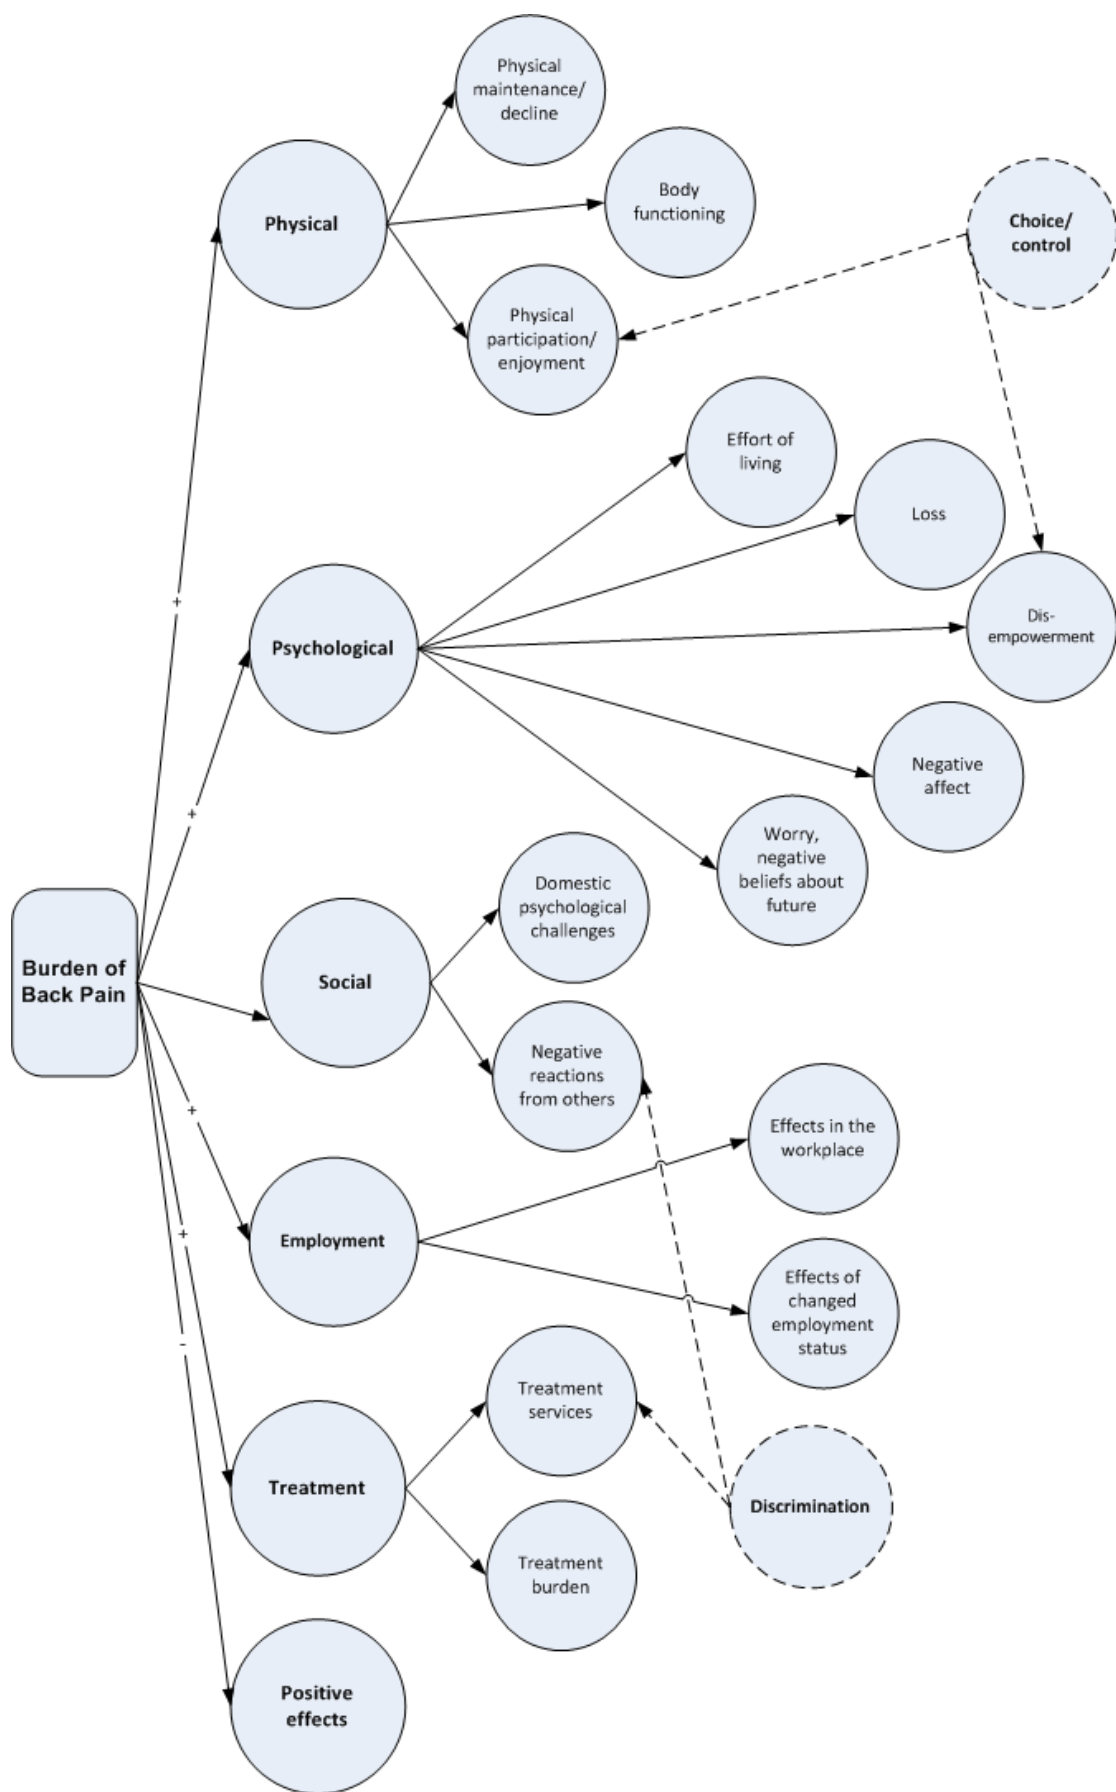 Physical
maintenance/
decline
Physical
Body
functioning
Choice/
control
Physical
participation/
enjoyment
Effort of
living
Loss
+
Dis-
empowerment
Psychological
Negative
affect
+
Worry,
negative
beliefs about
future
Domestic
psychological
challenges
Burden of
Back Pain
Social
Negative
reactions
from others
+
Effects in the
workplace
+
Employment
Effects of
changed
employment
status
-
Treatment
services
Treatment
Discrimination
Treatment
burden
Positive
effects